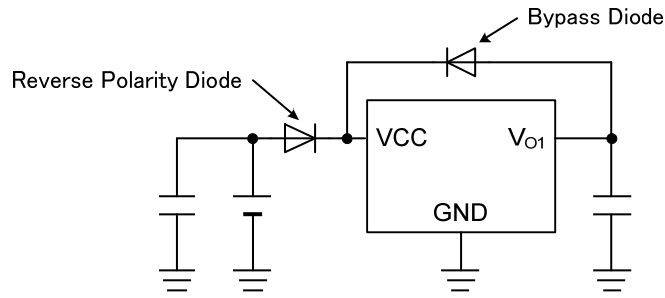 Bypass Diode
Reverse Polarity Diode
VCC
VO1
GND